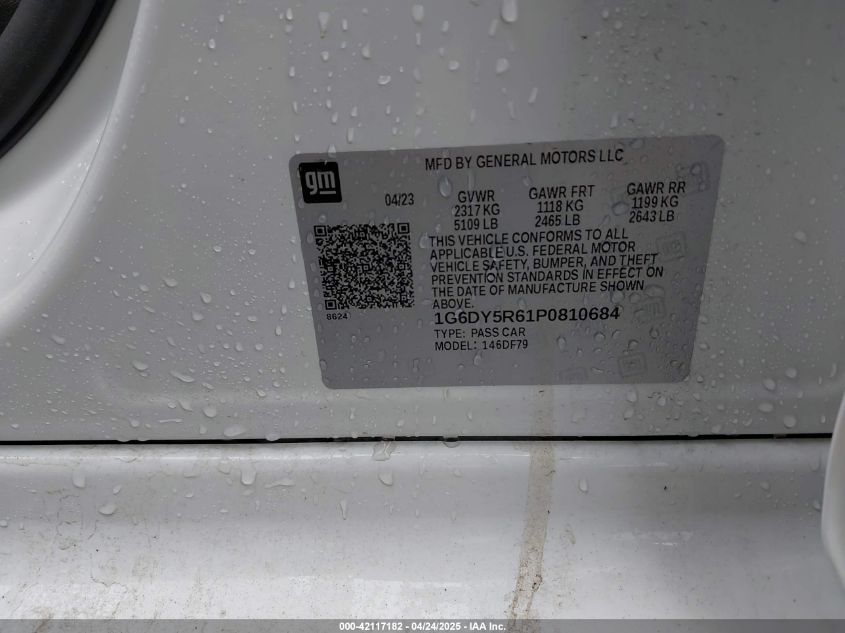 MFD BY GENERAL MOTORS LLC
gm
04/23
GVWR GAWR FRT GAWR RR
2317 KG 1118 KG 1199 KG
5109 LB 2465 LB 2643 LB
THIS VEHICLE CONFORMS TO ALL
APPLICABLE U.S. FEDERAL MOTOR
VEHICLE SAFETY, BUMPER, AND THEFT
PREVENTION STANDARDS IN EFFECT ON
THE DATE OF MANUFACTURE SHOWN
ABOVE.
8624
1G6DY5R61P0810684
TYPE: PASS CAR
MODEL: 146DF79
000-42117182 - 04/24/2025 - IAA Inc.